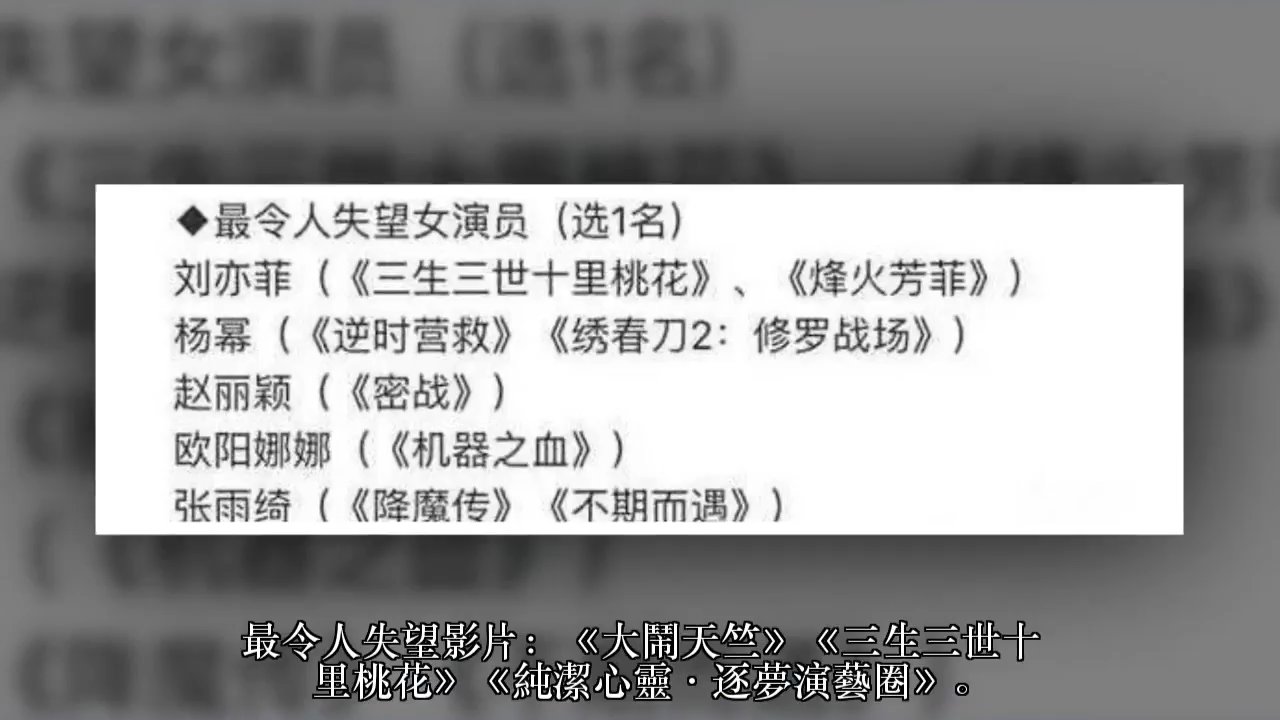 ◆最令人失望女演员（选1名）
刘亦菲（《三生三世十里桃花》、《烽火芳菲》）
杨幂（《逆时营救》《绣春刀2：修罗战场》）
赵丽颖（《密战》）
欧阳娜娜（《机器之血》）
张雨绮（《降魔传》《不期而遇》）
最令人失望影片：《大鬧天竺》《三生三世十
里桃花》《純潔心靈·逐夢演藝圈》。